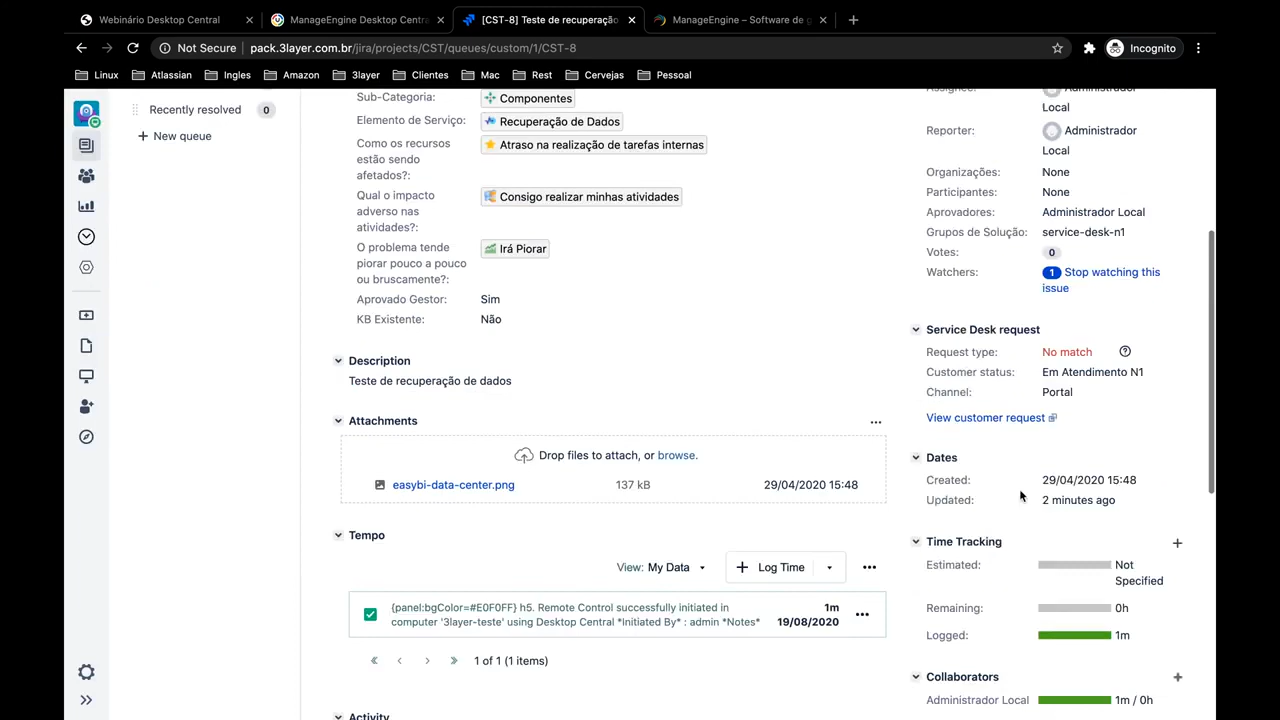 Webinário Desktop Central
ManageEngine Desktop Centra
[CST-8] Teste de recuperação
ManageEngine – Software de g
Not Secure
pack.3layer.com.br/jira/projects/CST/queues/custom/1/CST-8
Incognito
Linux
Atlassian
Ingles
Amazon
3layer
Clientes
Mac
Rest
Cervejas
Pessoal
Recently resolved 0
+ New queue
Sub-Categoria: Componentes
Elemento de Serviço: Recuperação de Dados
Como os recursos
estão sendo
afetados?:
Atraso na realização de tarefas internas
Qual o impacto
adverso nas
atividades?:
Consigo realizar minhas atividades
O problema tende
piorar pouco a pouco
ou bruscamente?:
Irá Piorar
Aprovado Gestor: Sim
KB Existente: Não
Description
Teste de recuperação de dados
Attachments
Drop files to attach, or browse.
easybi-data-center.png 137 kB 29/04/2020 15:48
Tempo
View: My Data
+ Log Time
{panel:bgColor=#E0F0FF} h5. Remote Control successfully initiated in
computer '3layer-teste' using Desktop Central *Initiated By* : admin *Notes*
1m
19/08/2020
1 of 1 (1 items)
Activity
Assignee: Administrador
Local
Reporter: Administrador
Local
Organizações: None
Participantes: None
Aprovadores: Administrador Local
Grupos de Solução: service-desk-n1
Votes: 0
Watchers: 1 Stop watching this
issue
Service Desk request
Request type: No match
Customer status: Em Atendimento N1
Channel: Portal
View customer request
Dates
Created: 29/04/2020 15:48
Updated: 2 minutes ago
Time Tracking
Estimated: Not
Specified
Remaining: 0h
Logged: 1m
Collaborators
Administrador Local 1m / 0h